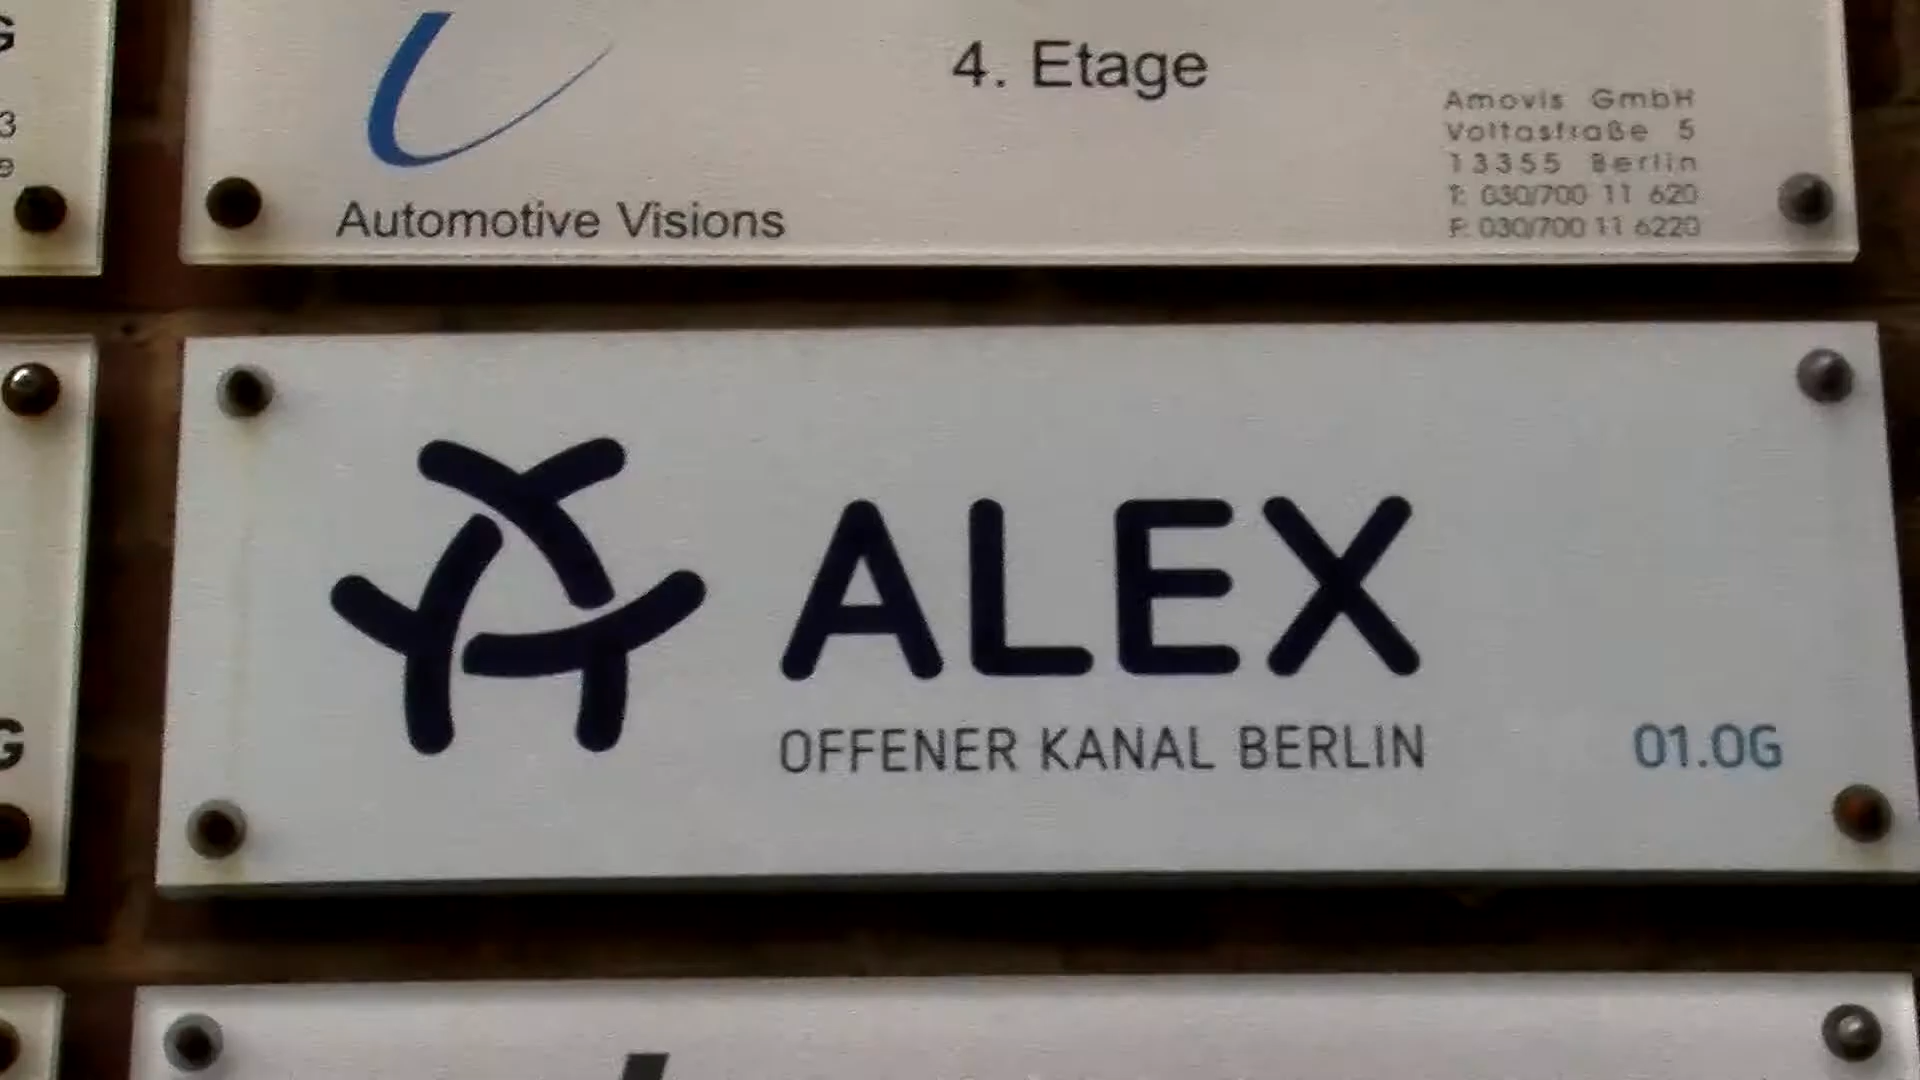 4. Etage
Amovis GmbH
Voltastraße 5
13355 Berlin
T: 030/700 11 620
F: 030/700 11 6220
Automotive Visions
ALEX
OFFENER KANAL BERLIN
01.OG